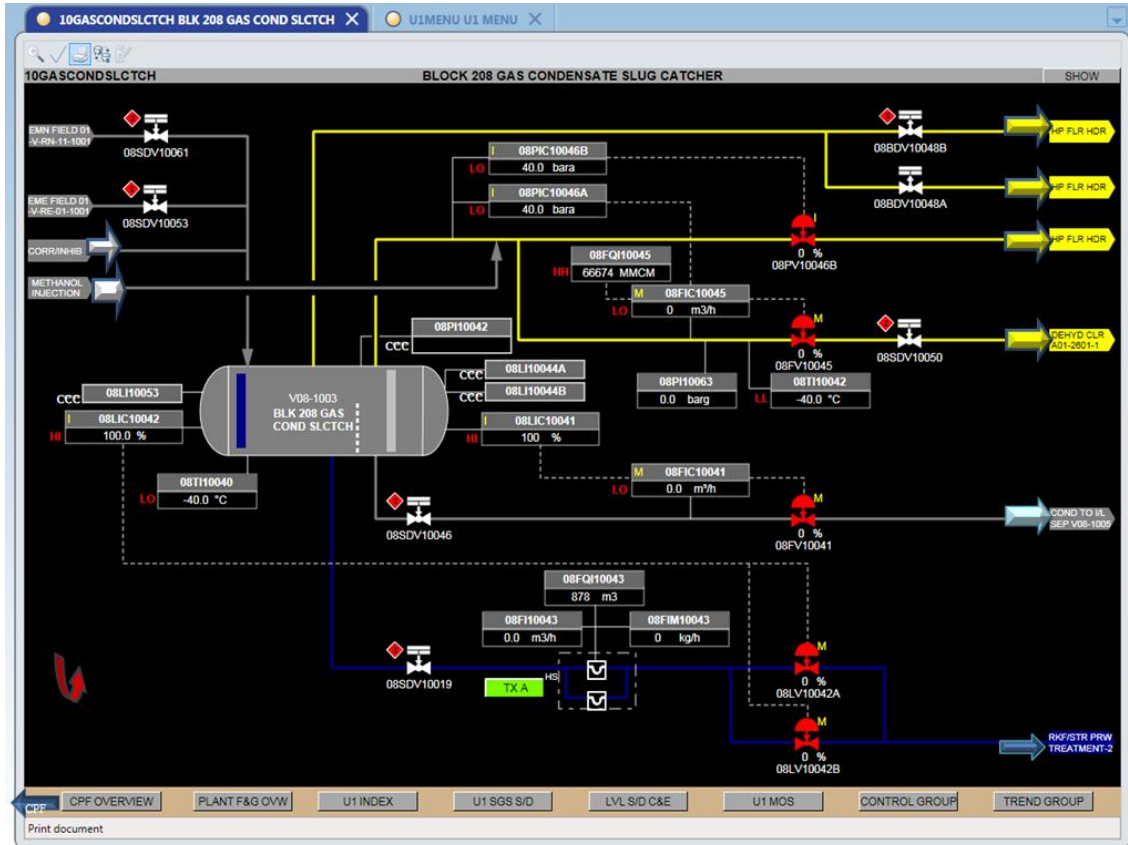 10GASCONDSLCTCH BLK 208 GAS COND SLCTCH X
U1MENU U1 MENU X
10GASCONDSLCTCH
BLOCK 208 GAS CONDENSATE SLUG CATCHER
SHOW
EMN FIELD 01
-V-RN-11-1001
08SDV10061
EME FIELD 01
-V-RE-01-1001
08SDV10053
CORR/INHIB
METHANOL
INJECTION
I 08PIC10046B
LO 40.0 bara
I 08PIC10046A
LO 40.0 bara
08BDV10048B
HP FLR HDR
08BDV10048A
HP FLR HDR
I
0 %
08PV10046B
HP FLR HDR
08FQI10045
HH 66674 MMCM
M 08FIC10045
LO 0 m3/h
M
0 %
08FV10045
08SDV10050
DEHYD CLR
A01-2601-1
08PI10042
CCC
08PI10063
0.0 barg
08TI10042
LL -40.0 °C
CCC 08LI10044A
CCC 08LI10044B
CCC 08LI10053
I 08LIC10042
HI 100.0 %
V08-1003
BLK 208 GAS
COND SLCTCH
I 08LIC10041
HI 100 %
08TI10040
LO -40.0 °C
M 08FIC10041
LO 0.0 m³/h
08SDV10046
M
0 %
08FV10041
COND TO I/L
SEP V08-1005
08FQI10043
878 m3
08FI10043
0.0 m3/h
08FIM10043
0 kg/h
08SDV10019
TX A
HS
M
0 %
08LV10042A
M
0 %
08LV10042B
RKF/STR PRW
TREATMENT-2
CPF
CPF OVERVIEW
PLANT F&G OVW
U1 INDEX
U1 SGS S/D
LVL S/D C&E
U1 MOS
CONTROL GROUP
TREND GROUP
Print document